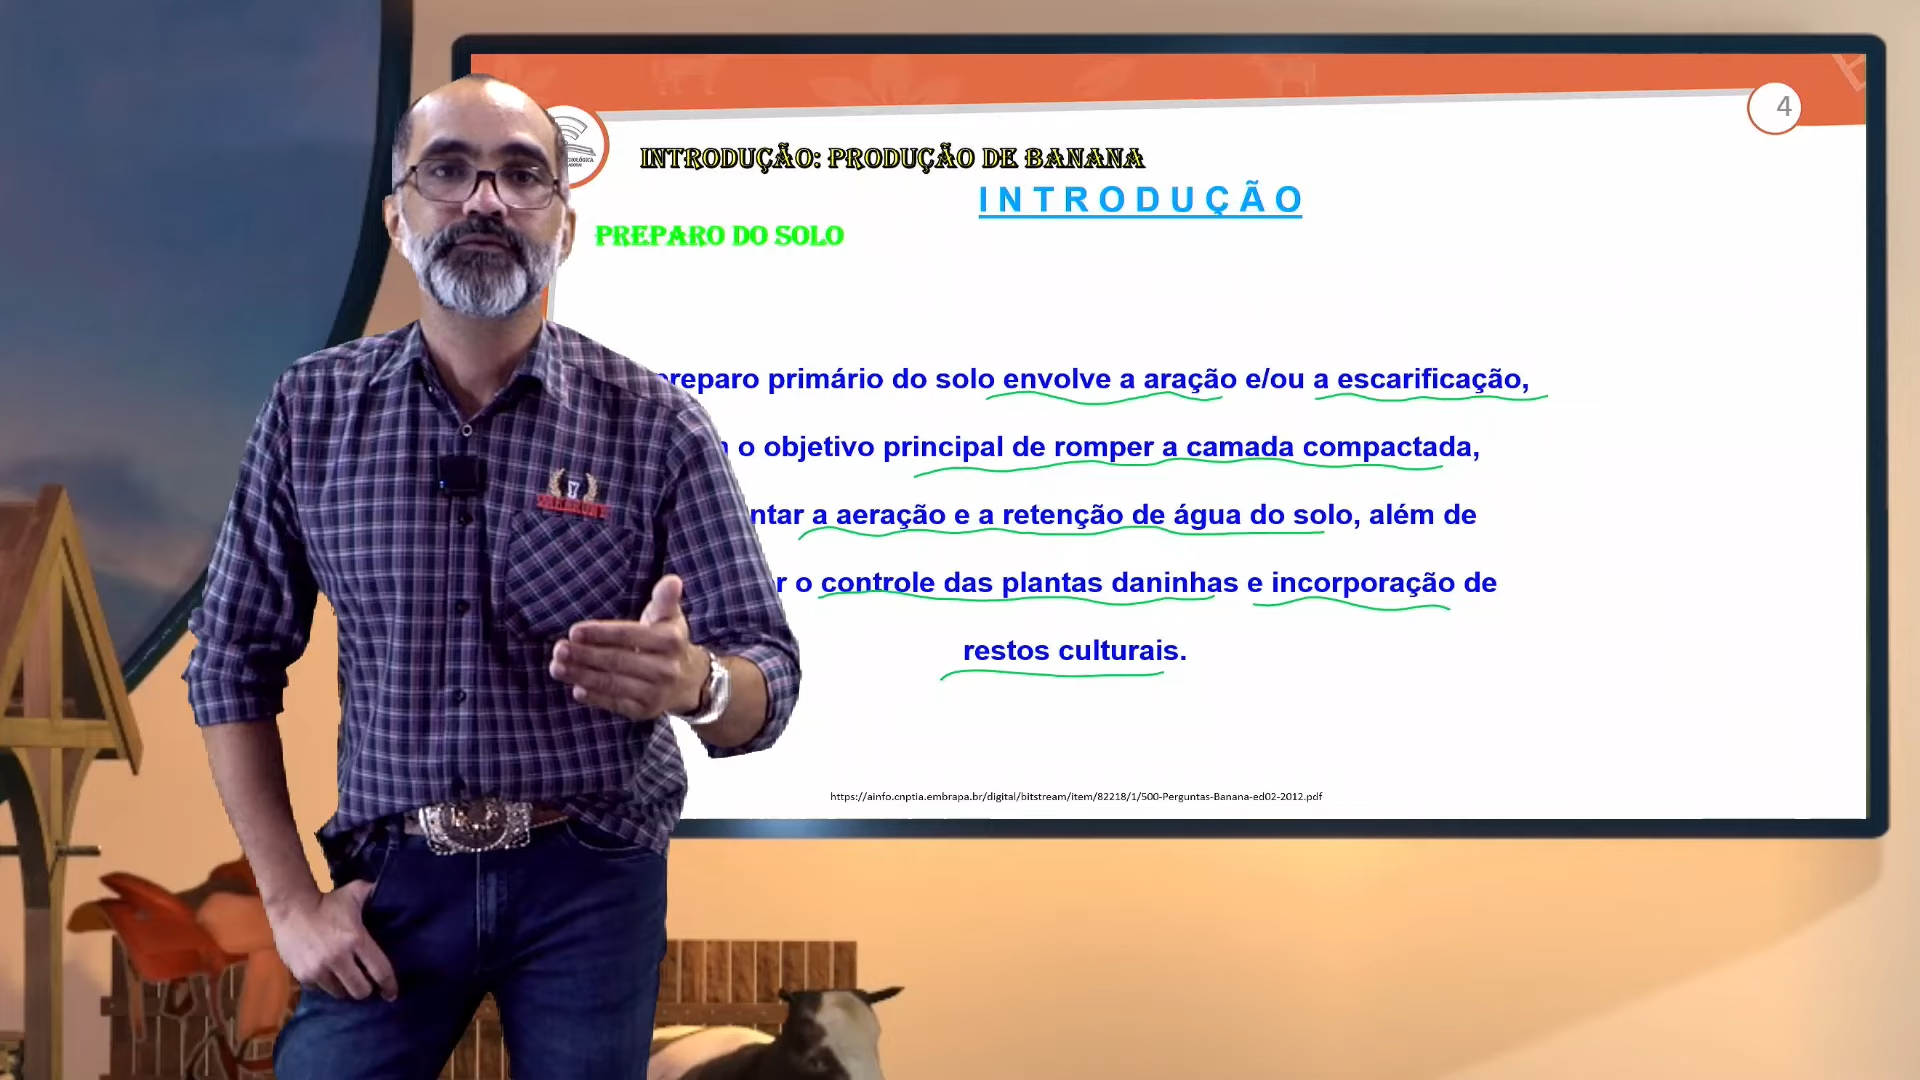 4
INTRODUÇÃO: PRODUÇÃO DE BANANA
INTRODUÇÃO
PREPARO DO SOLO
preparo primário do solo envolve a aração e/ou a escarificação,
o objetivo principal de romper a camada compactada,
a aeração e a retenção de água do solo, além de
o controle das plantas daninhas e incorporação de
restos culturais.
https://ainfo.cnptia.embrapa.br/digital/bitstream/item/82218/1/500-Perguntas-Banana-ed02-2012.pdf